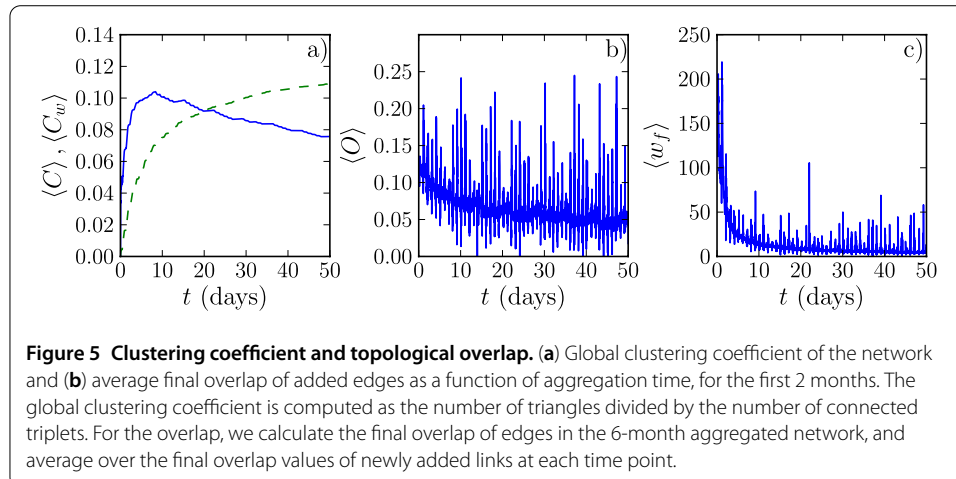 0.14
0.12
0.10
0.08
0.06
0.04
0.02
0.00
0 10 20 30 40 50
t (days)
⟨C⟩ , ⟨C_w⟩
a)
0.25
0.20
0.15
0.10
0.05
0.00
0 10 20 30 40 50
t (days)
⟨O⟩
b)
250
200
150
100
50
0
0 10 20 30 40 50
t (days)
⟨w_f⟩
c)
Figure 5 Clustering coefficient and topological overlap. (a) Global clustering coefficient of the network
and (b) average final overlap of added edges as a function of aggregation time, for the first 2 months. The
global clustering coefficient is computed as the number of triangles divided by the number of connected
triplets. For the overlap, we calculate the final overlap of edges in the 6-month aggregated network, and
average over the final overlap values of newly added links at each time point.